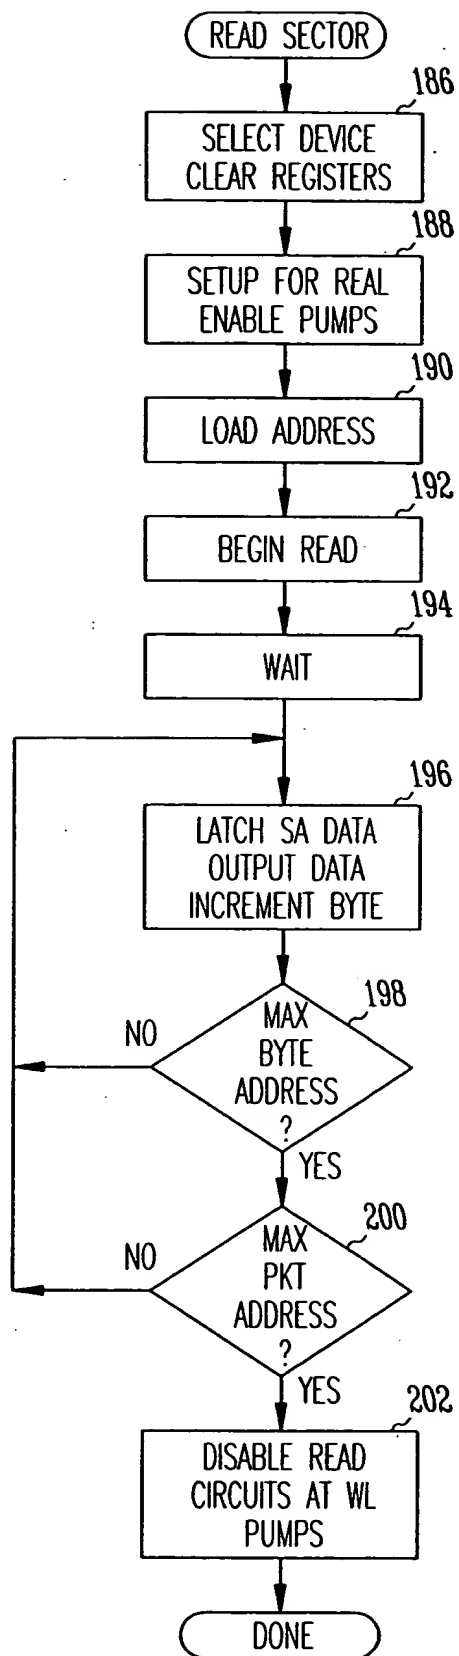 READ SECTOR
186
SELECT DEVICE
CLEAR REGISTERS
188
SETUP FOR REAL
ENABLE PUMPS
190
LOAD ADDRESS
192
BEGIN READ
194
WAIT
196
LATCH SA DATA
OUTPUT DATA
INCREMENT BYTE
198
NO
MAX
BYTE
ADDRESS
?
YES
200
NO
MAX
PKT
ADDRESS
?
YES
202
DISABLE READ
CIRCUITS AT WL
PUMPS
DONE